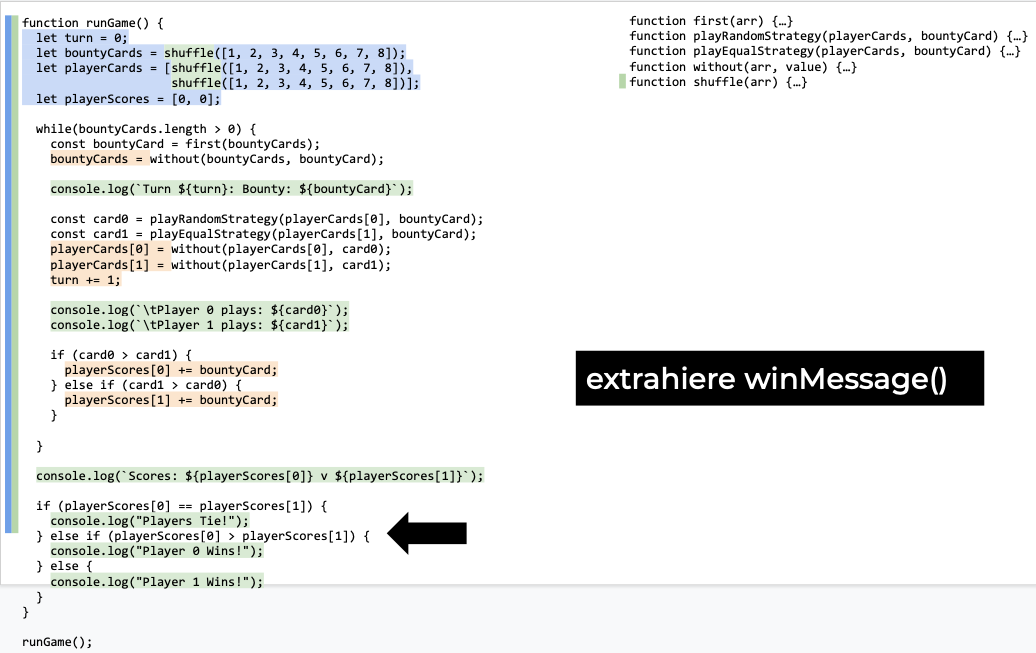 function runGame() {
let turn = 0;
let bountyCards = shuffle([1, 2, 3, 4, 5, 6, 7, 8]);
let playerCards = [shuffle([1, 2, 3, 4, 5, 6, 7, 8]),
shuffle([1, 2, 3, 4, 5, 6, 7, 8])];
let playerScores = [0, 0];
while(bountyCards.length > 0) {
const bountyCard = first(bountyCards);
bountyCards = without(bountyCards, bountyCard);
console.log(`Turn ${turn}: Bounty: ${bountyCard}`);
const card0 = playRandomStrategy(playerCards[0], bountyCard);
const card1 = playEqualStrategy(playerCards[1], bountyCard);
playerCards[0] = without(playerCards[0], card0);
playerCards[1] = without(playerCards[1], card1);
turn += 1;
console.log(`\tPlayer 0 plays: ${card0}`);
console.log(`\tPlayer 1 plays: ${card1}`);
if (card0 > card1) {
playerScores[0] += bountyCard;
} else if (card1 > card0) {
playerScores[1] += bountyCard;
}
}
console.log(`Scores: ${playerScores[0]} v ${playerScores[1]}`);
if (playerScores[0] == playerScores[1]) {
console.log("Players Tie!");
} else if (playerScores[0] > playerScores[1]) {
console.log("Player 0 Wins!");
} else {
console.log("Player 1 Wins!");
}
}
runGame();
function first(arr) {…}
function playRandomStrategy(playerCards, bountyCard) {…}
function playEqualStrategy(playerCards, bountyCard) {…}
function without(arr, value) {…}
function shuffle(arr) {…}
extrahiere winMessage()